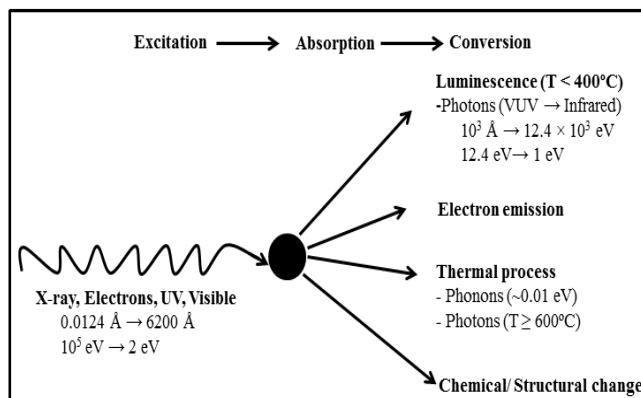 Excitation Absorption Conversion
Luminescence (T < 400ºC)
-Photons (VUV → Infrared)
10³ Å → 12.4 × 10³ eV
12.4 eV→ 1 eV
Electron emission
Thermal process
- Phonons (~0.01 eV)
- Photons (T ≥ 600ºC)
Chemical/ Structural change
X-ray, Electrons, UV, Visible
0.0124 Å → 6200 Å
10⁵ eV → 2 eV